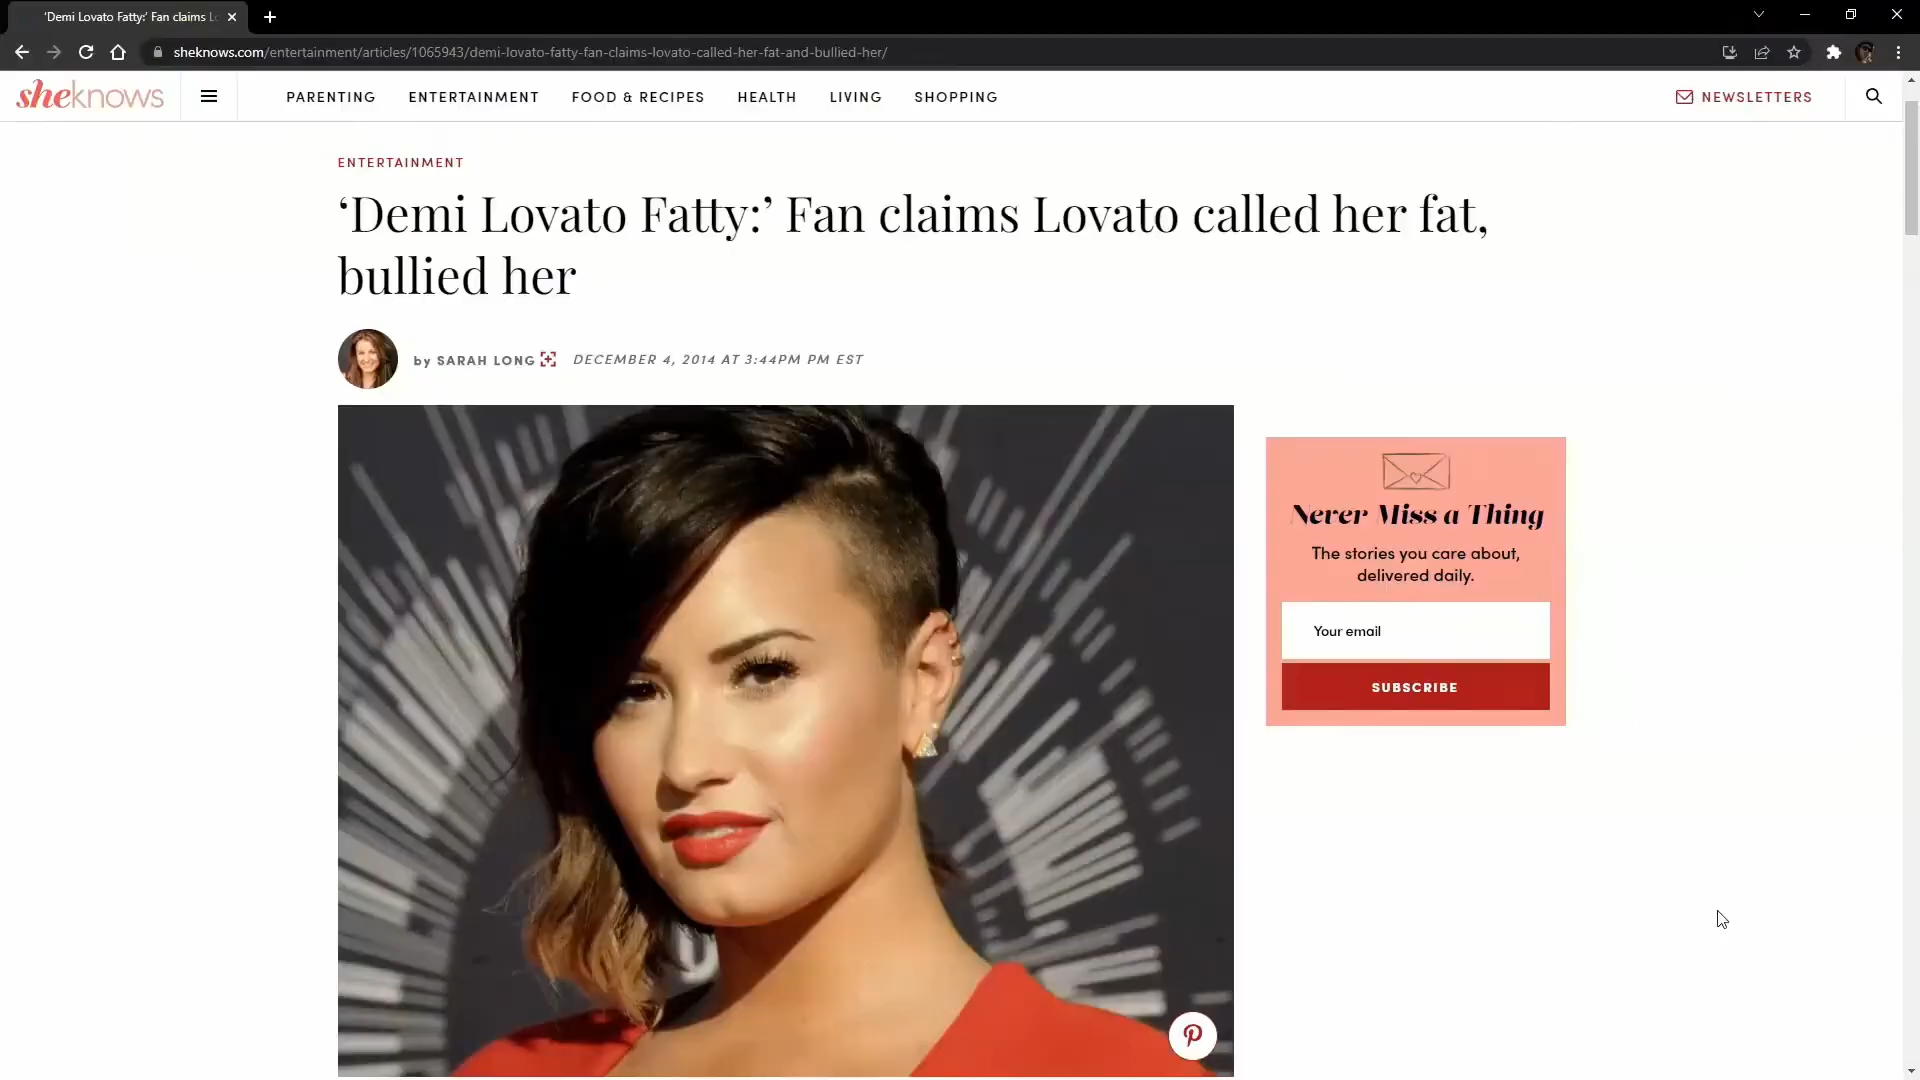 ‘Demi Lovato Fatty:’ Fan claims Lo
sheknows.com/entertainment/articles/1065943/demi-lovato-fatty-fan-claims-lovato-called-her-fat-and-bullied-her/
sheknows
PARENTING ENTERTAINMENT FOOD & RECIPES HEALTH LIVING SHOPPING
NEWSLETTERS
ENTERTAINMENT
‘Demi Lovato Fatty:’ Fan claims Lovato called her fat,
bullied her
by SARAH LONG DECEMBER 4, 2014 AT 3:44PM PM EST
Never Miss a Thing
The stories you care about,
delivered daily.
Your email
SUBSCRIBE